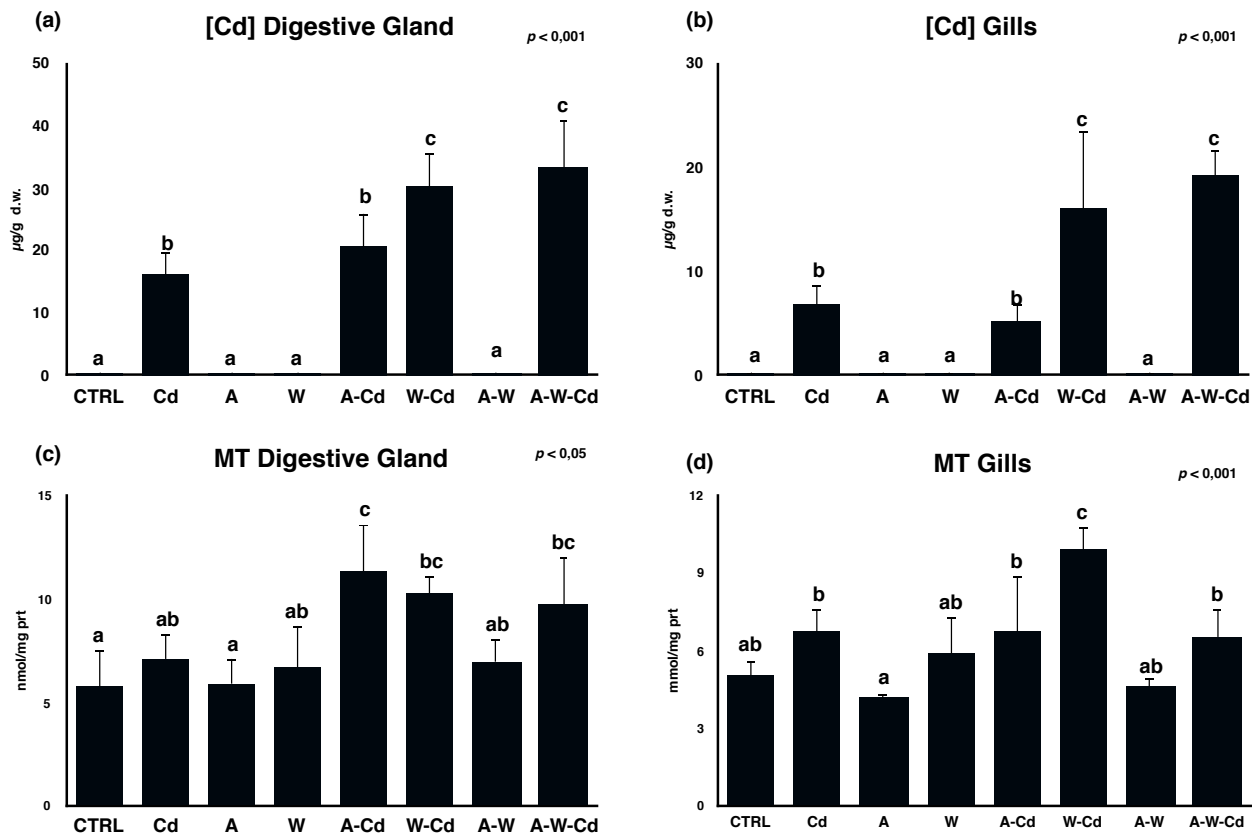 (a)
[Cd] Digestive Gland
p < 0,001
50
40
30
20
10
0
µg/g d.w.
a
b
a
a
b
c
a
c
CTRL Cd A W A-Cd W-Cd A-W A-W-Cd
(b)
[Cd] Gills
p < 0,001
30
20
10
0
µg/g d.w.
a
b
a
a
b
c
a
c
CTRL Cd A W A-Cd W-Cd A-W A-W-Cd
(c)
MT Digestive Gland
p < 0,05
15
10
5
0
nmol/mg prt
a
ab
a
ab
c
bc
ab
bc
CTRL Cd A W A-Cd W-Cd A-W A-W-Cd
(d)
MT Gills
p < 0,001
12
9
6
3
0
mmol/mg prt
ab
b
a
ab
b
c
ab
b
CTRL Cd A W A-Cd W-Cd A-W A-W-Cd